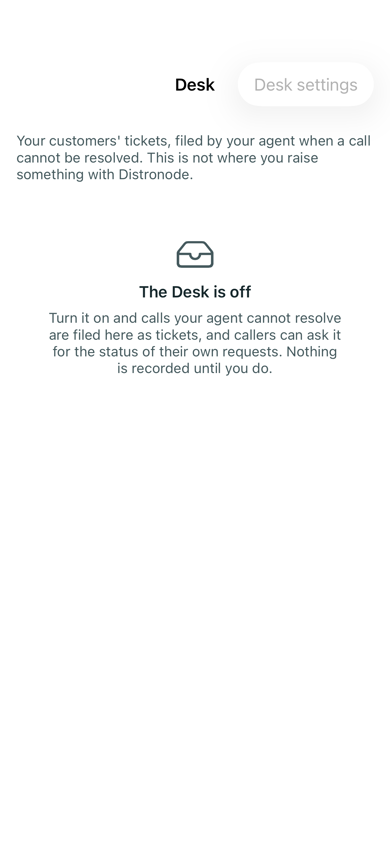 Desk
Desk settings
Your customers' tickets, filed by your agent when a call
cannot be resolved. This is not where you raise
something with Distronode.
The Desk is off
Turn it on and calls your agent cannot resolve
are filed here as tickets, and callers can ask it
for the status of their own requests. Nothing
is recorded until you do.